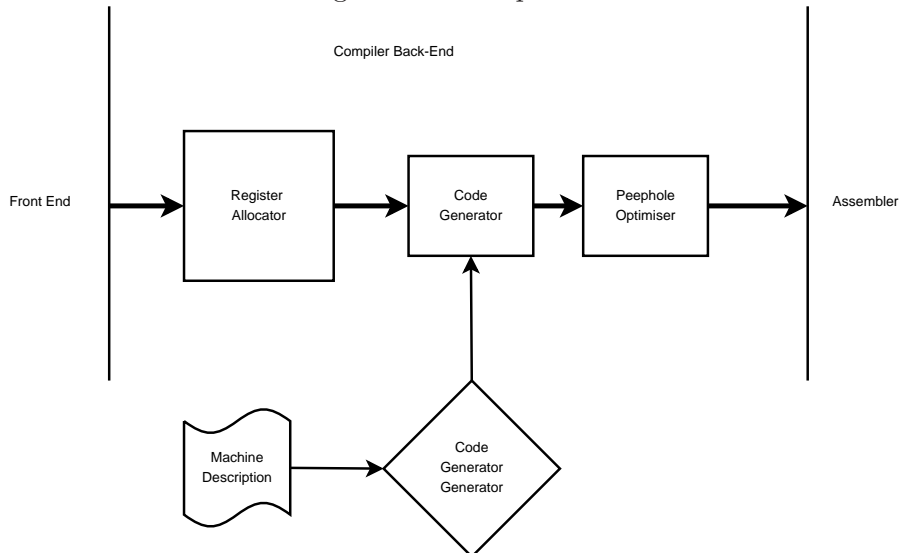 Compiler Back-End
Front End
Register
Allocator
Code
Generator
Peephole
Optimiser
Assembler
Machine
Description
Code
Generator
Generator